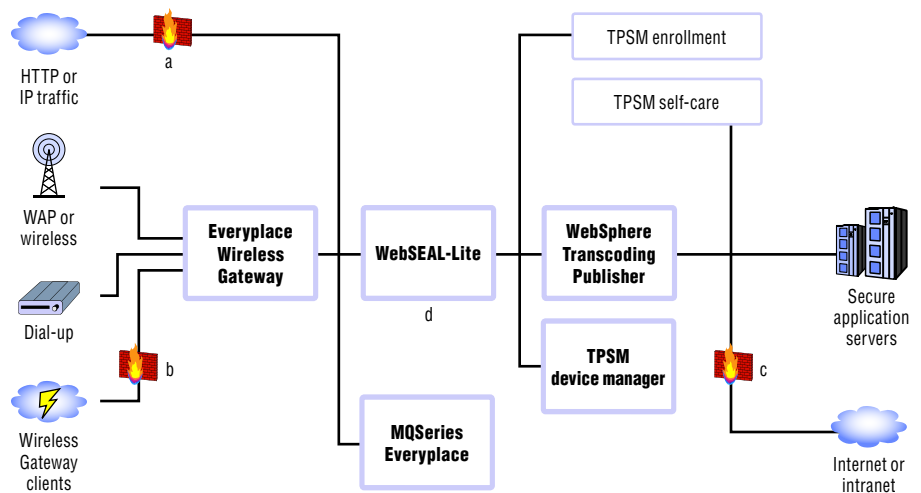 TPSM enrollment
a
HTTP or
IP traffic
TPSM self-care
WAP or
wireless
Everyplace
Wireless
Gateway
WebSEAL-Lite
d
WebSphere
Transcoding
Publisher
Secure
application
servers
Dial-up
b
TPSM
device manager
c
Wireless
Gateway
clients
MQSeries
Everyplace
Internet or
intranet